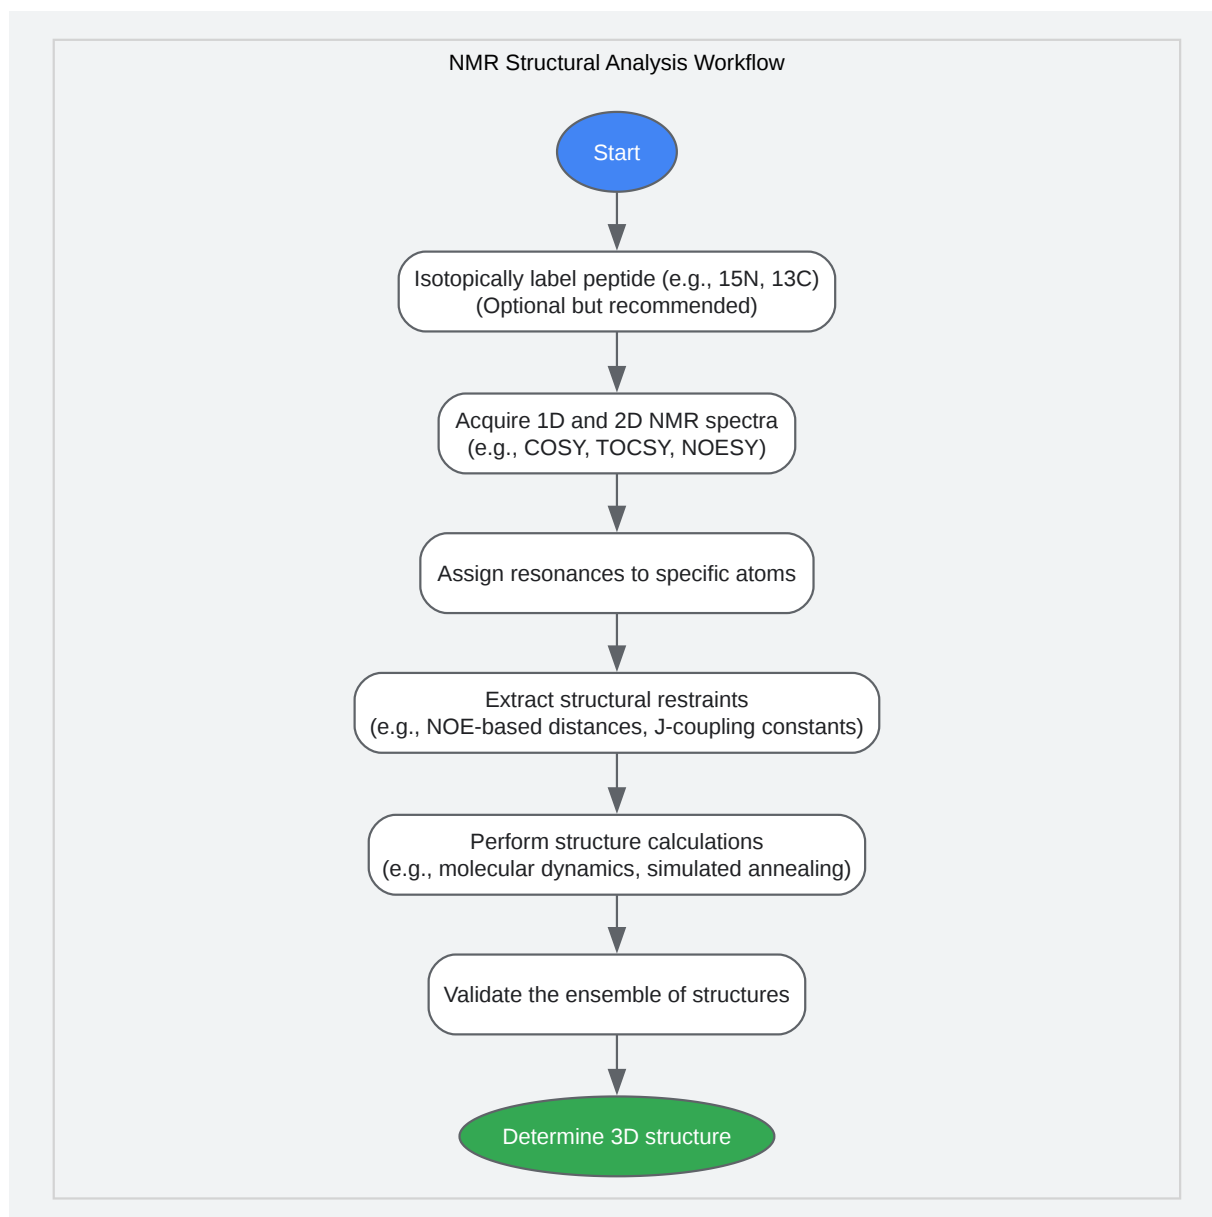 NMR Structural Analysis Workflow
Start
Isotopically label peptide (e.g., 15N, 13C)
(Optional but recommended)
Acquire 1D and 2D NMR spectra
(e.g., COSY, TOCSY, NOESY)
Assign resonances to specific atoms
Extract structural restraints
(e.g., NOE-based distances, J-coupling constants)
Perform structure calculations
(e.g., molecular dynamics, simulated annealing)
Validate the ensemble of structures
Determine 3D structure